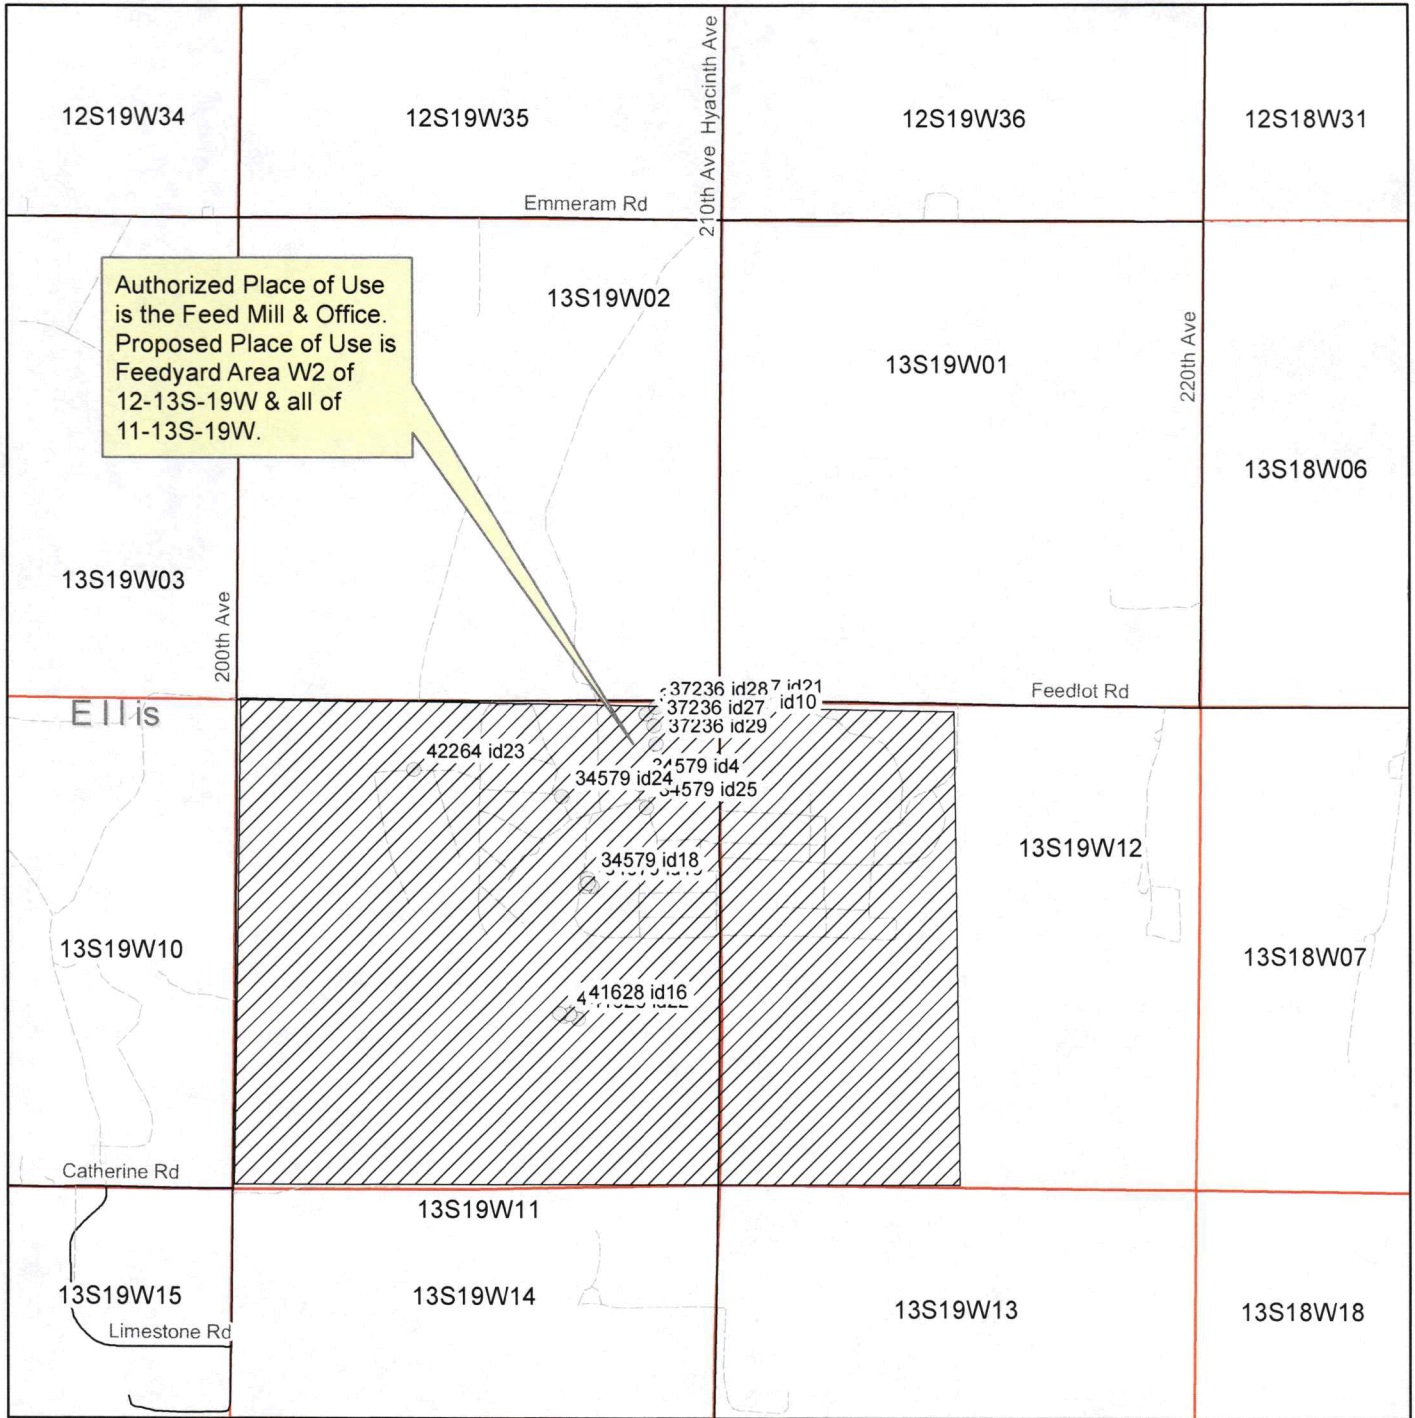 12S19W34
12S19W35
210th Ave Hyacinth Ave
12S19W36
12S18W31
Emmeram Rd
Authorized Place of Use
is the Feed Mill & Office.
Proposed Place of Use is
Feedyard Area W2 of
12-13S-19W & all of
11-13S-19W.
13S19W02
13S19W01
220th Ave
13S18W06
13S19W03
200th Ave
Ellis
37236 id28
id21
37236 id27
id10
37236 id29
Feedlot Rd
42264 id23
34579 id4
34579 id24
34579 id25
34579 id18
13S19W12
13S19W10
13S18W07
41628 id16
Catherine Rd
13S19W11
13S19W15
13S19W14
13S19W13
13S18W18
Limestone Rd